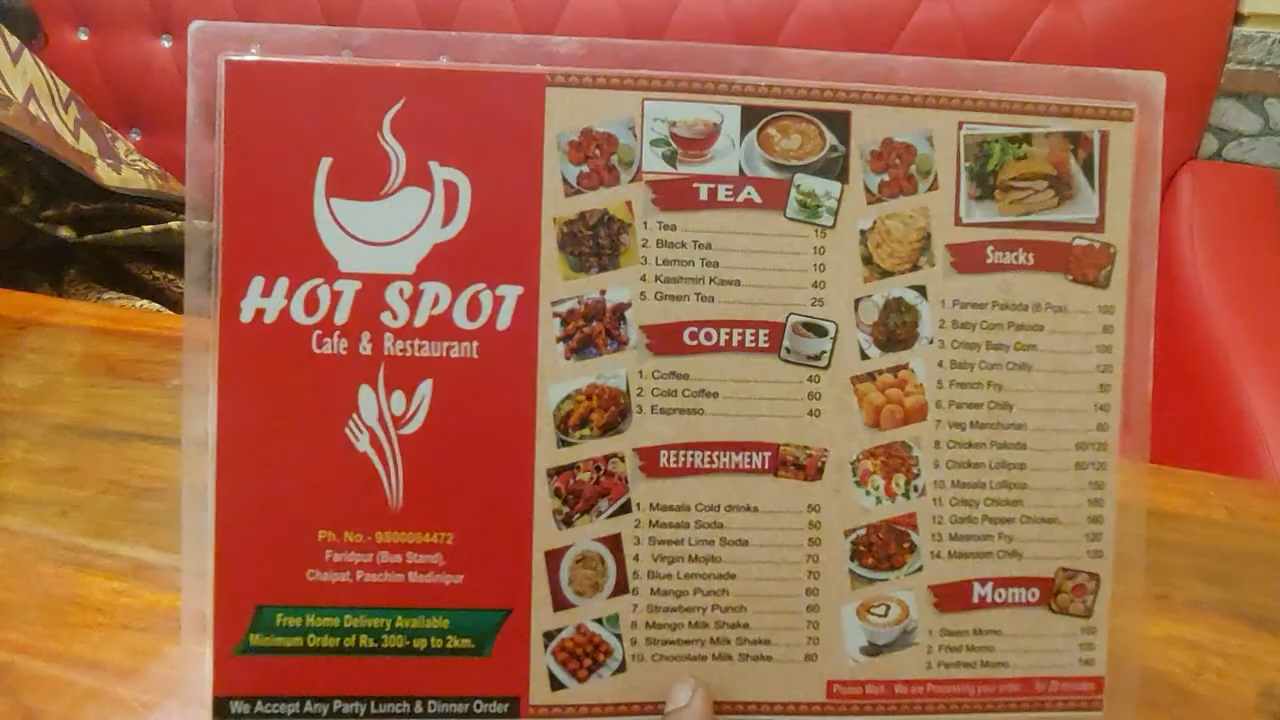 HOT SPOT
Cafe & Restaurant
Ph. No.-
Faridpur (Bus Stand),
Chaipat, Paschim Medinipur
Free Home Delivery Available
Minimum Order of Rs. 300/- up to 2km.
We Accept Any Party Lunch & Dinner Order
TEA
1. Tea 15
2. Black Tea 10
3. Lemon Tea 10
4. Kashmiri Kawa 40
5. Green Tea 25
COFFEE
1. Coffee 40
2. Cold Coffee 60
3. Espresso 40
REFFRESHMENT
1. Masala Cold drinks 50
2. Masala Soda 50
3. Sweet Lime Soda 50
4. Virgin Mojito 70
5. Blue Lemonade 70
6. Mango Punch 60
7. Strawberry Punch 60
8. Mango Milk Shake 70
9. Strawberry Milk Shake 70
10. Chocolate Milk Shake 80
Snacks
1. Paneer Pakoda (6 Pcs) 100
2. Baby Corn Pakoda
3. Crispy Baby Corn 100
4. Baby Corn Chilly 120
5. French Fry
6. Paneer Chilly 140
7. Veg Manchurian
8. Chicken Pakoda 60/120
9. Chicken Lollipop 60/120
10. Masala Lollipop 150
11. Crispy Chicken
12. Garlic Pepper Chicken
13. Masroom Fry 120
14. Masroom Chilly
Momo
1. Steam Momo 100
2. Fried Momo
3. Panfried Momo 140
Please Wait. We are Processing your order for 20 minutes